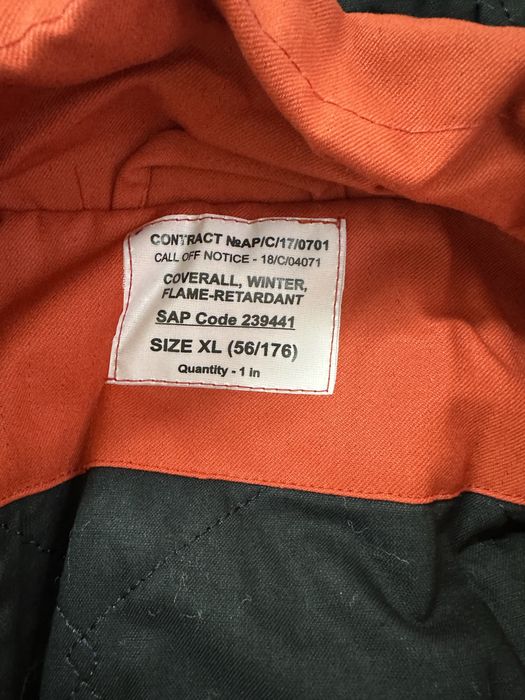 CONTRACT №AP/C/17/0701
CALL OFF NOTICE - 18/C/04071
COVERALL, WINTER,
FLAME-RETARDANT
SAP Code 239441
SIZE XL (56/176)
Quantity - 1 in